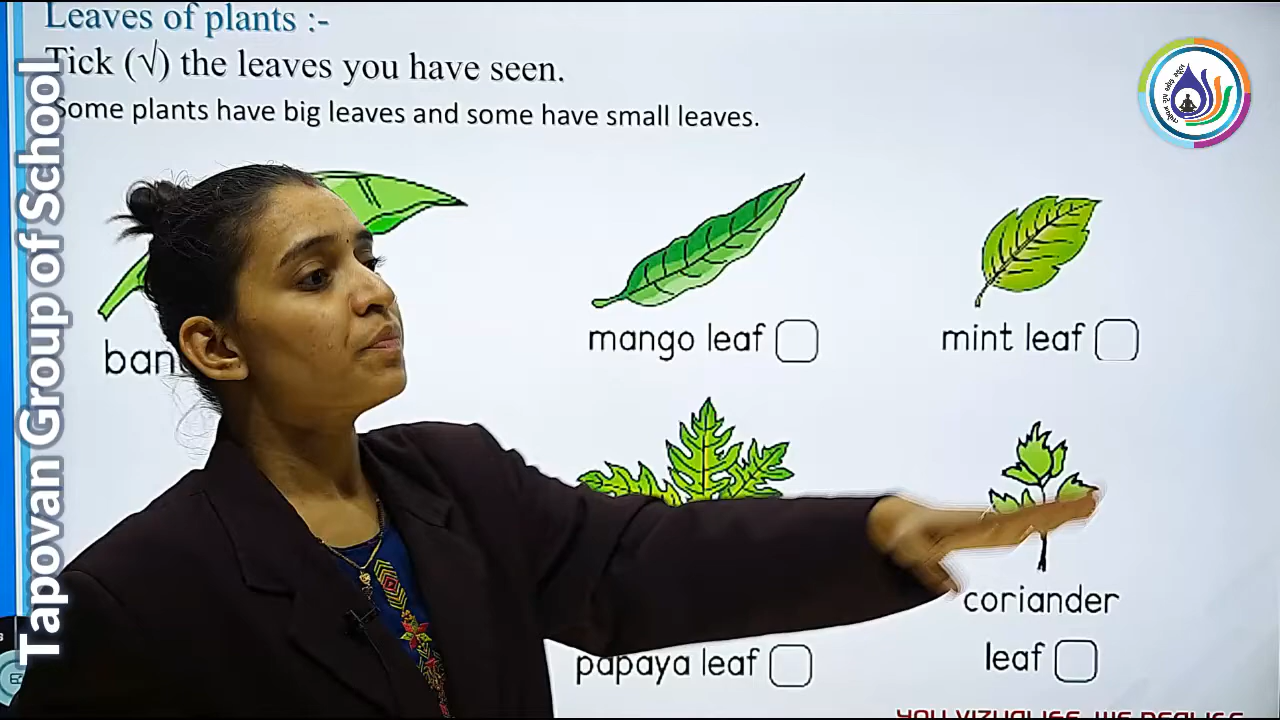 Leaves of plants :-
Tick (√) the leaves you have seen.
Some plants have big leaves and some have small leaves.
mango leaf
mint leaf
coriander
leaf
papaya leaf
Tapovan Group of School